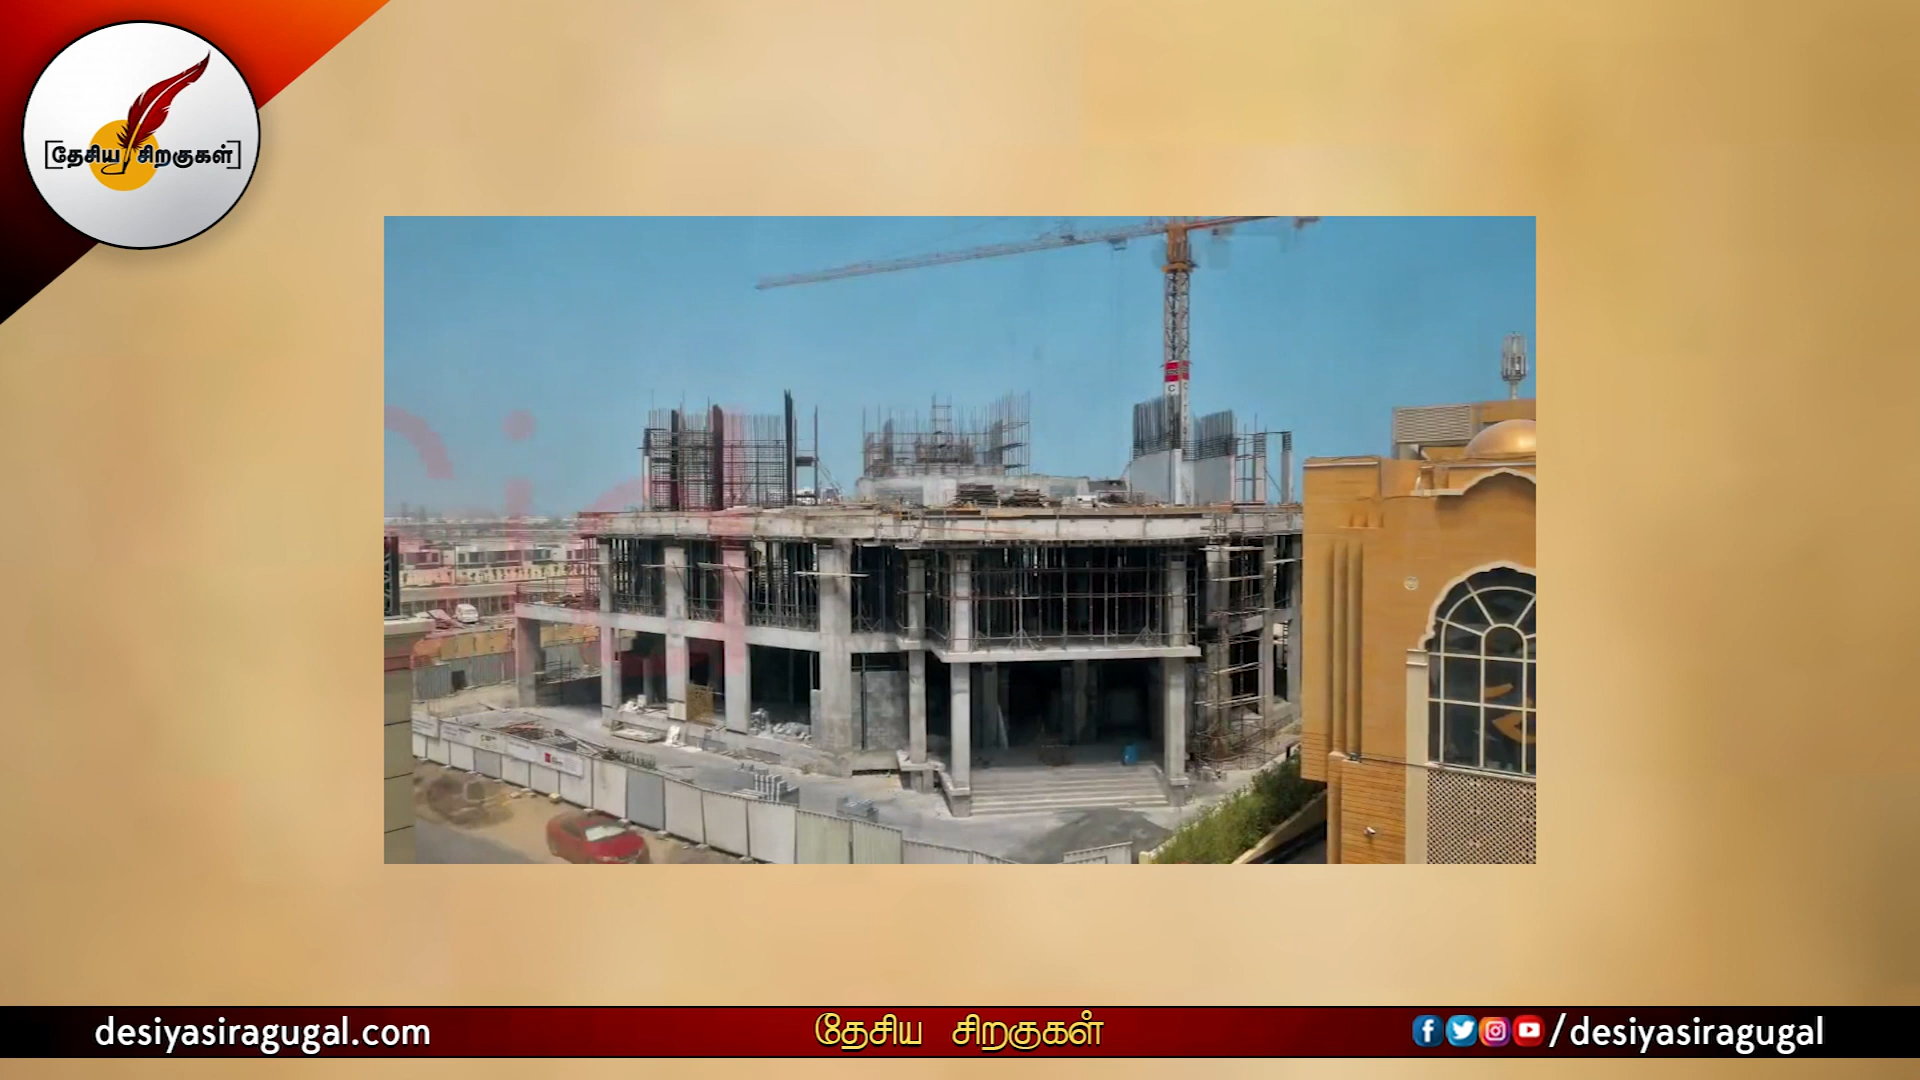 [தேசிய சிறகுகள்]
desiyasiragugal.com
தேசிய சிறகுகள்
/desiyasiragugal